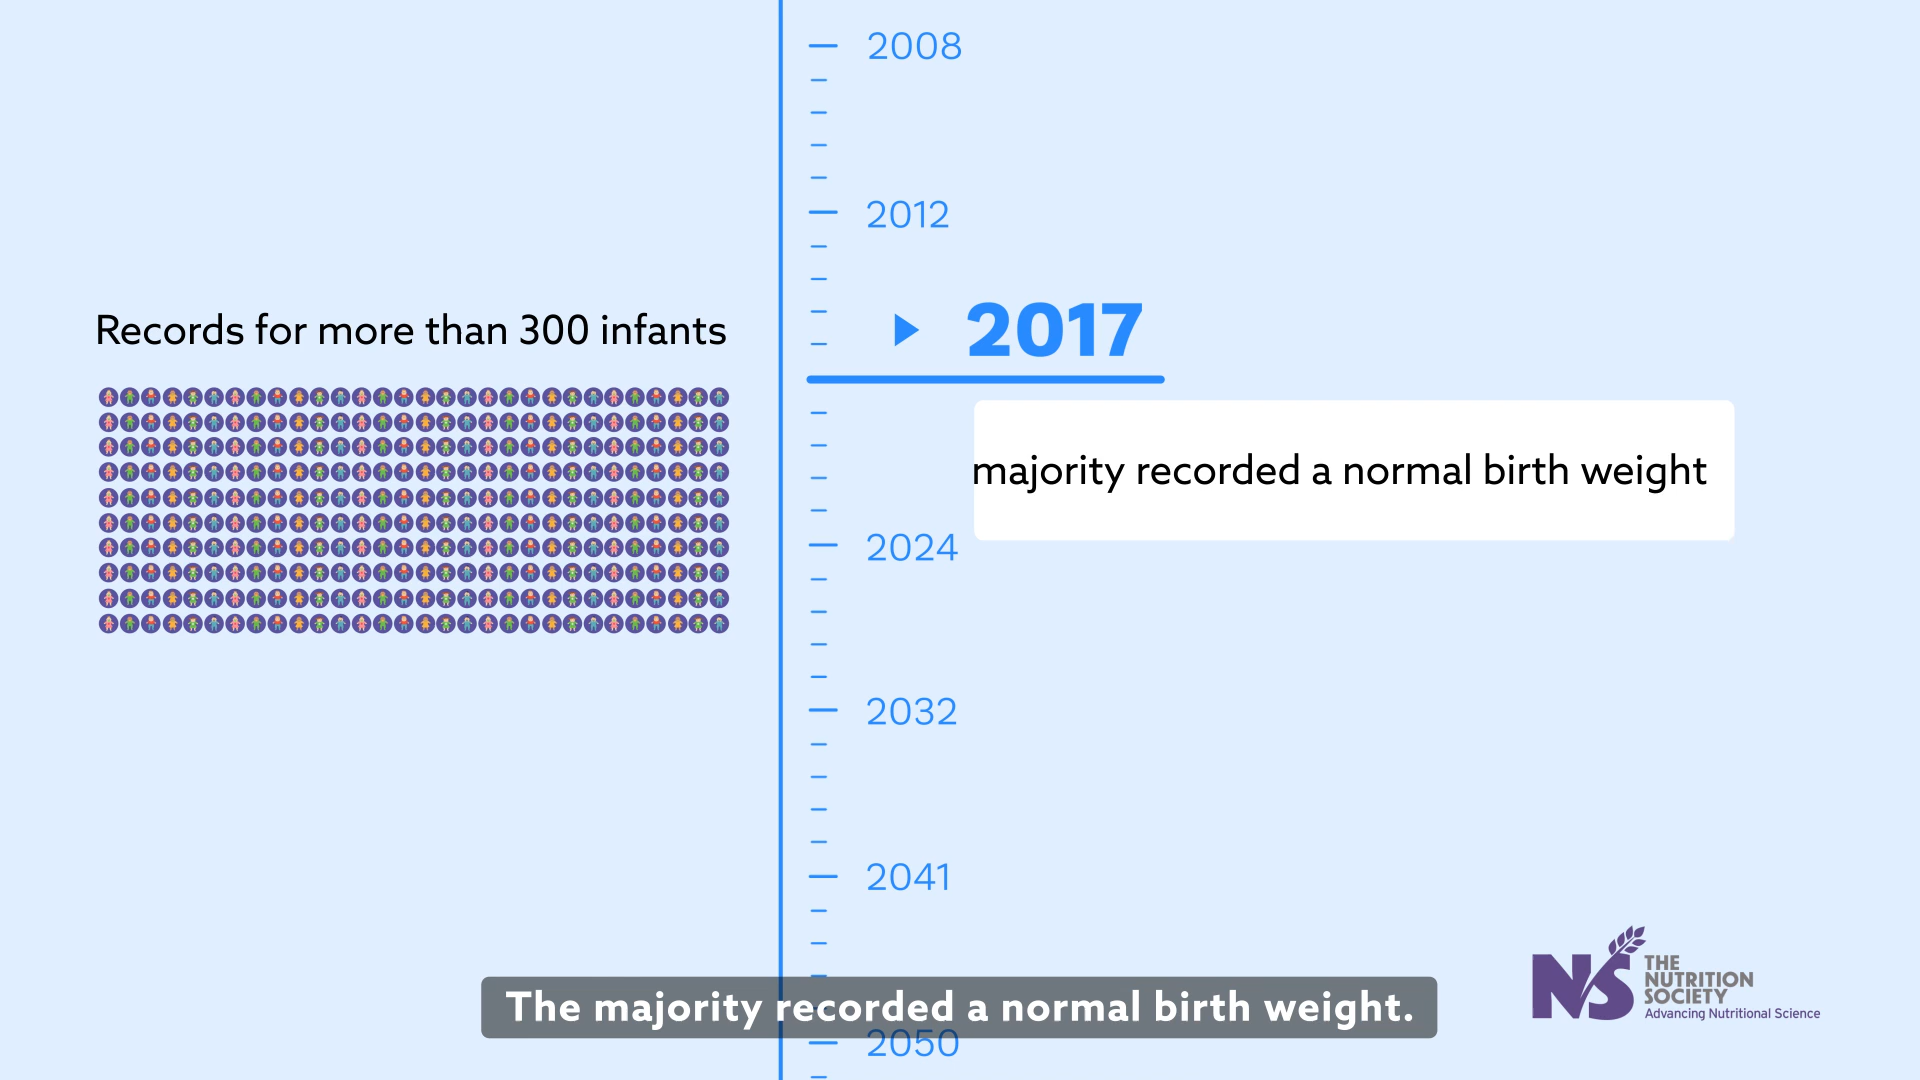 2008
2012
2017
Records for more than 300 infants
majority recorded a normal birth weight
2024
2032
2041
The majority recorded a normal birth weight.
2050
NS THE
NUTRITION
SOCIETY
Advancing Nutritional Science